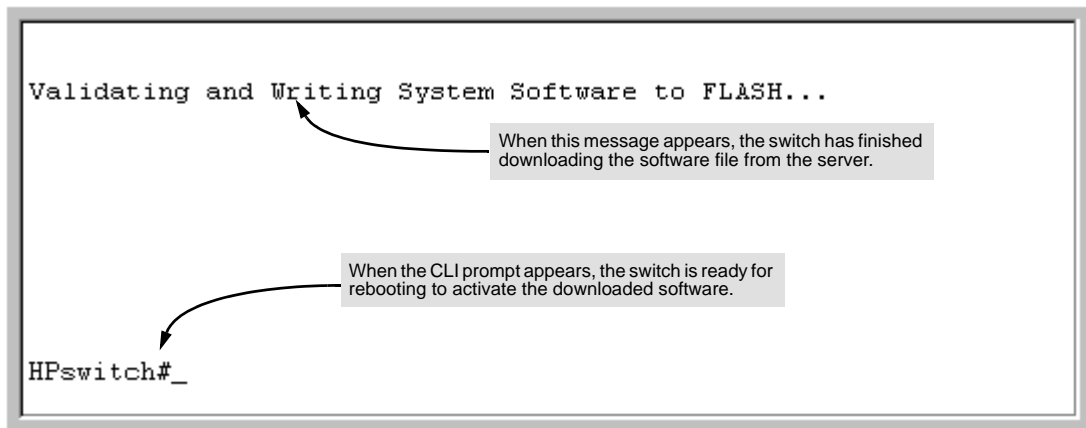 Validating and Writing System Software to FLASH...
When this message appears, the switch has finished
downloading the software file from the server.
When the CLI prompt appears, the switch is ready for
rebooting to activate the downloaded software.
HPswitch#_